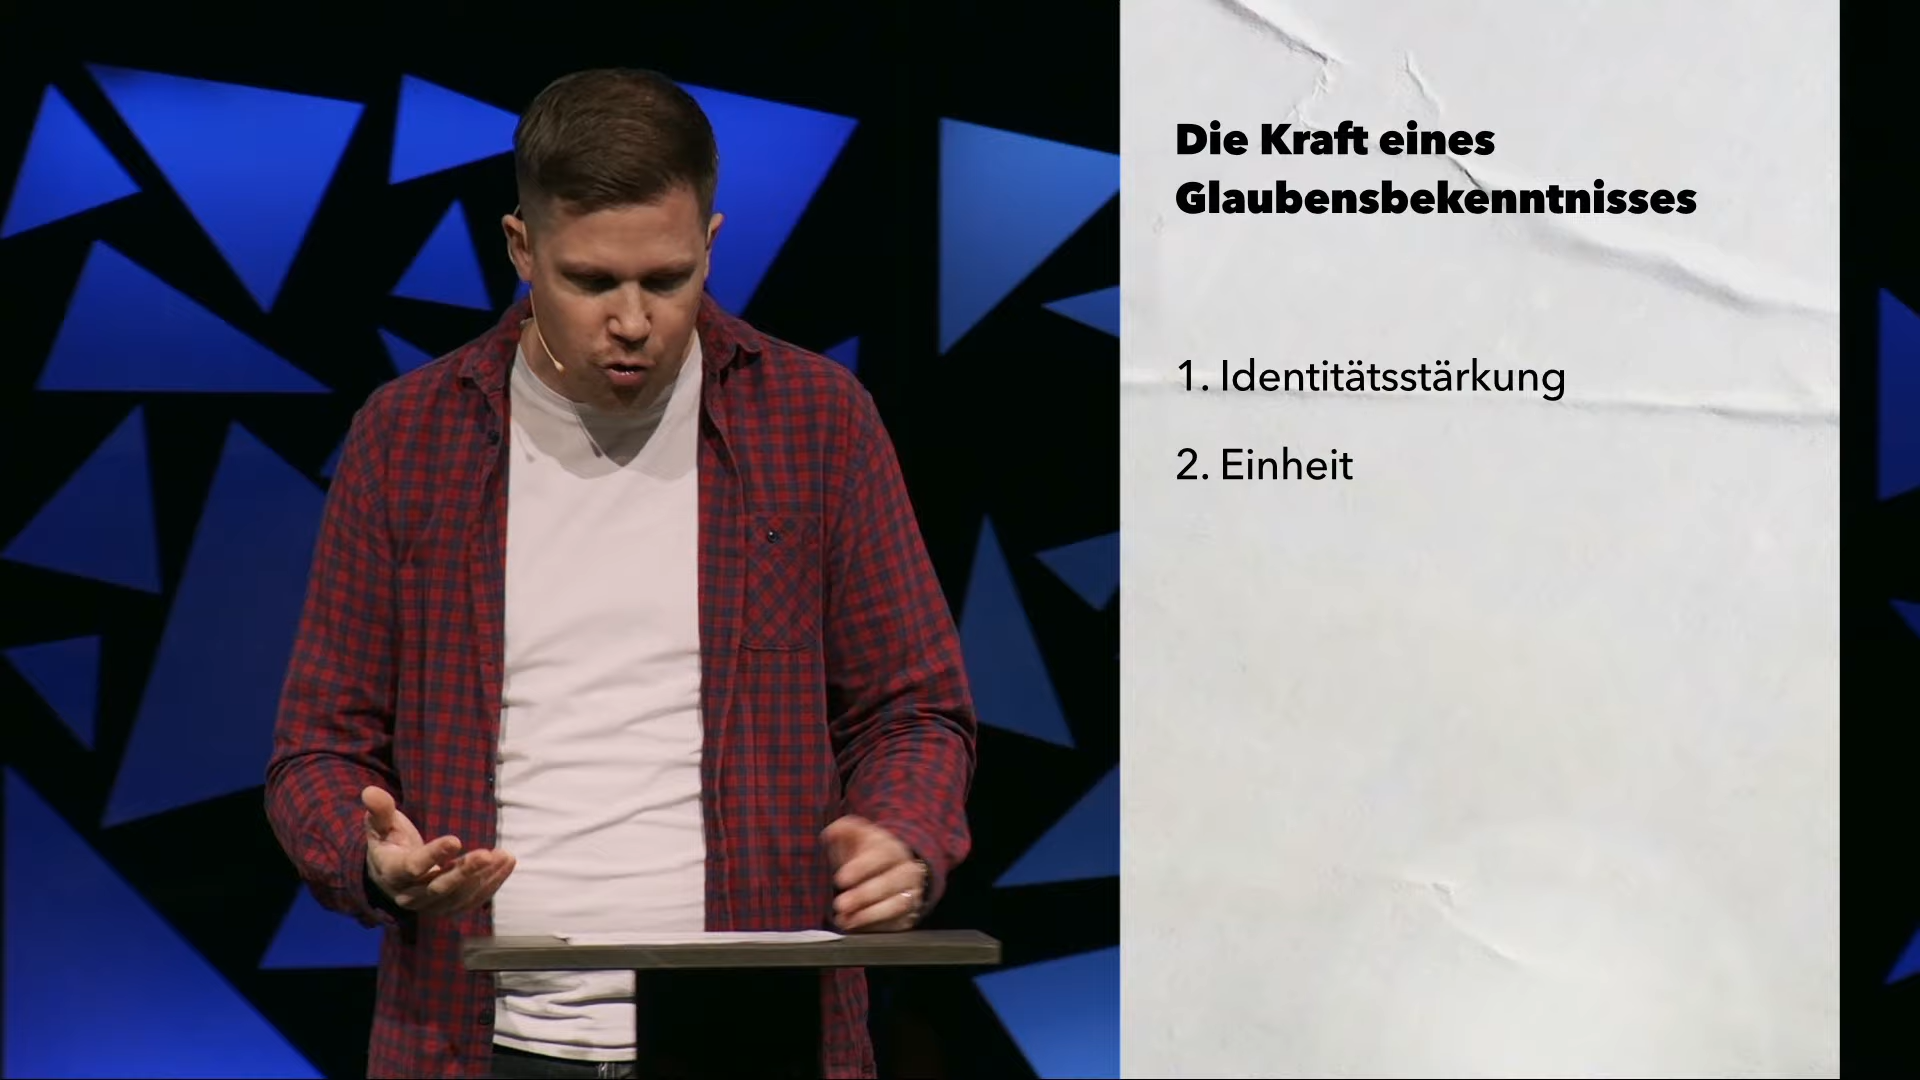 Die Kraft eines
Glaubensbekenntnisses
1. Identitätsstärkung
2. Einheit